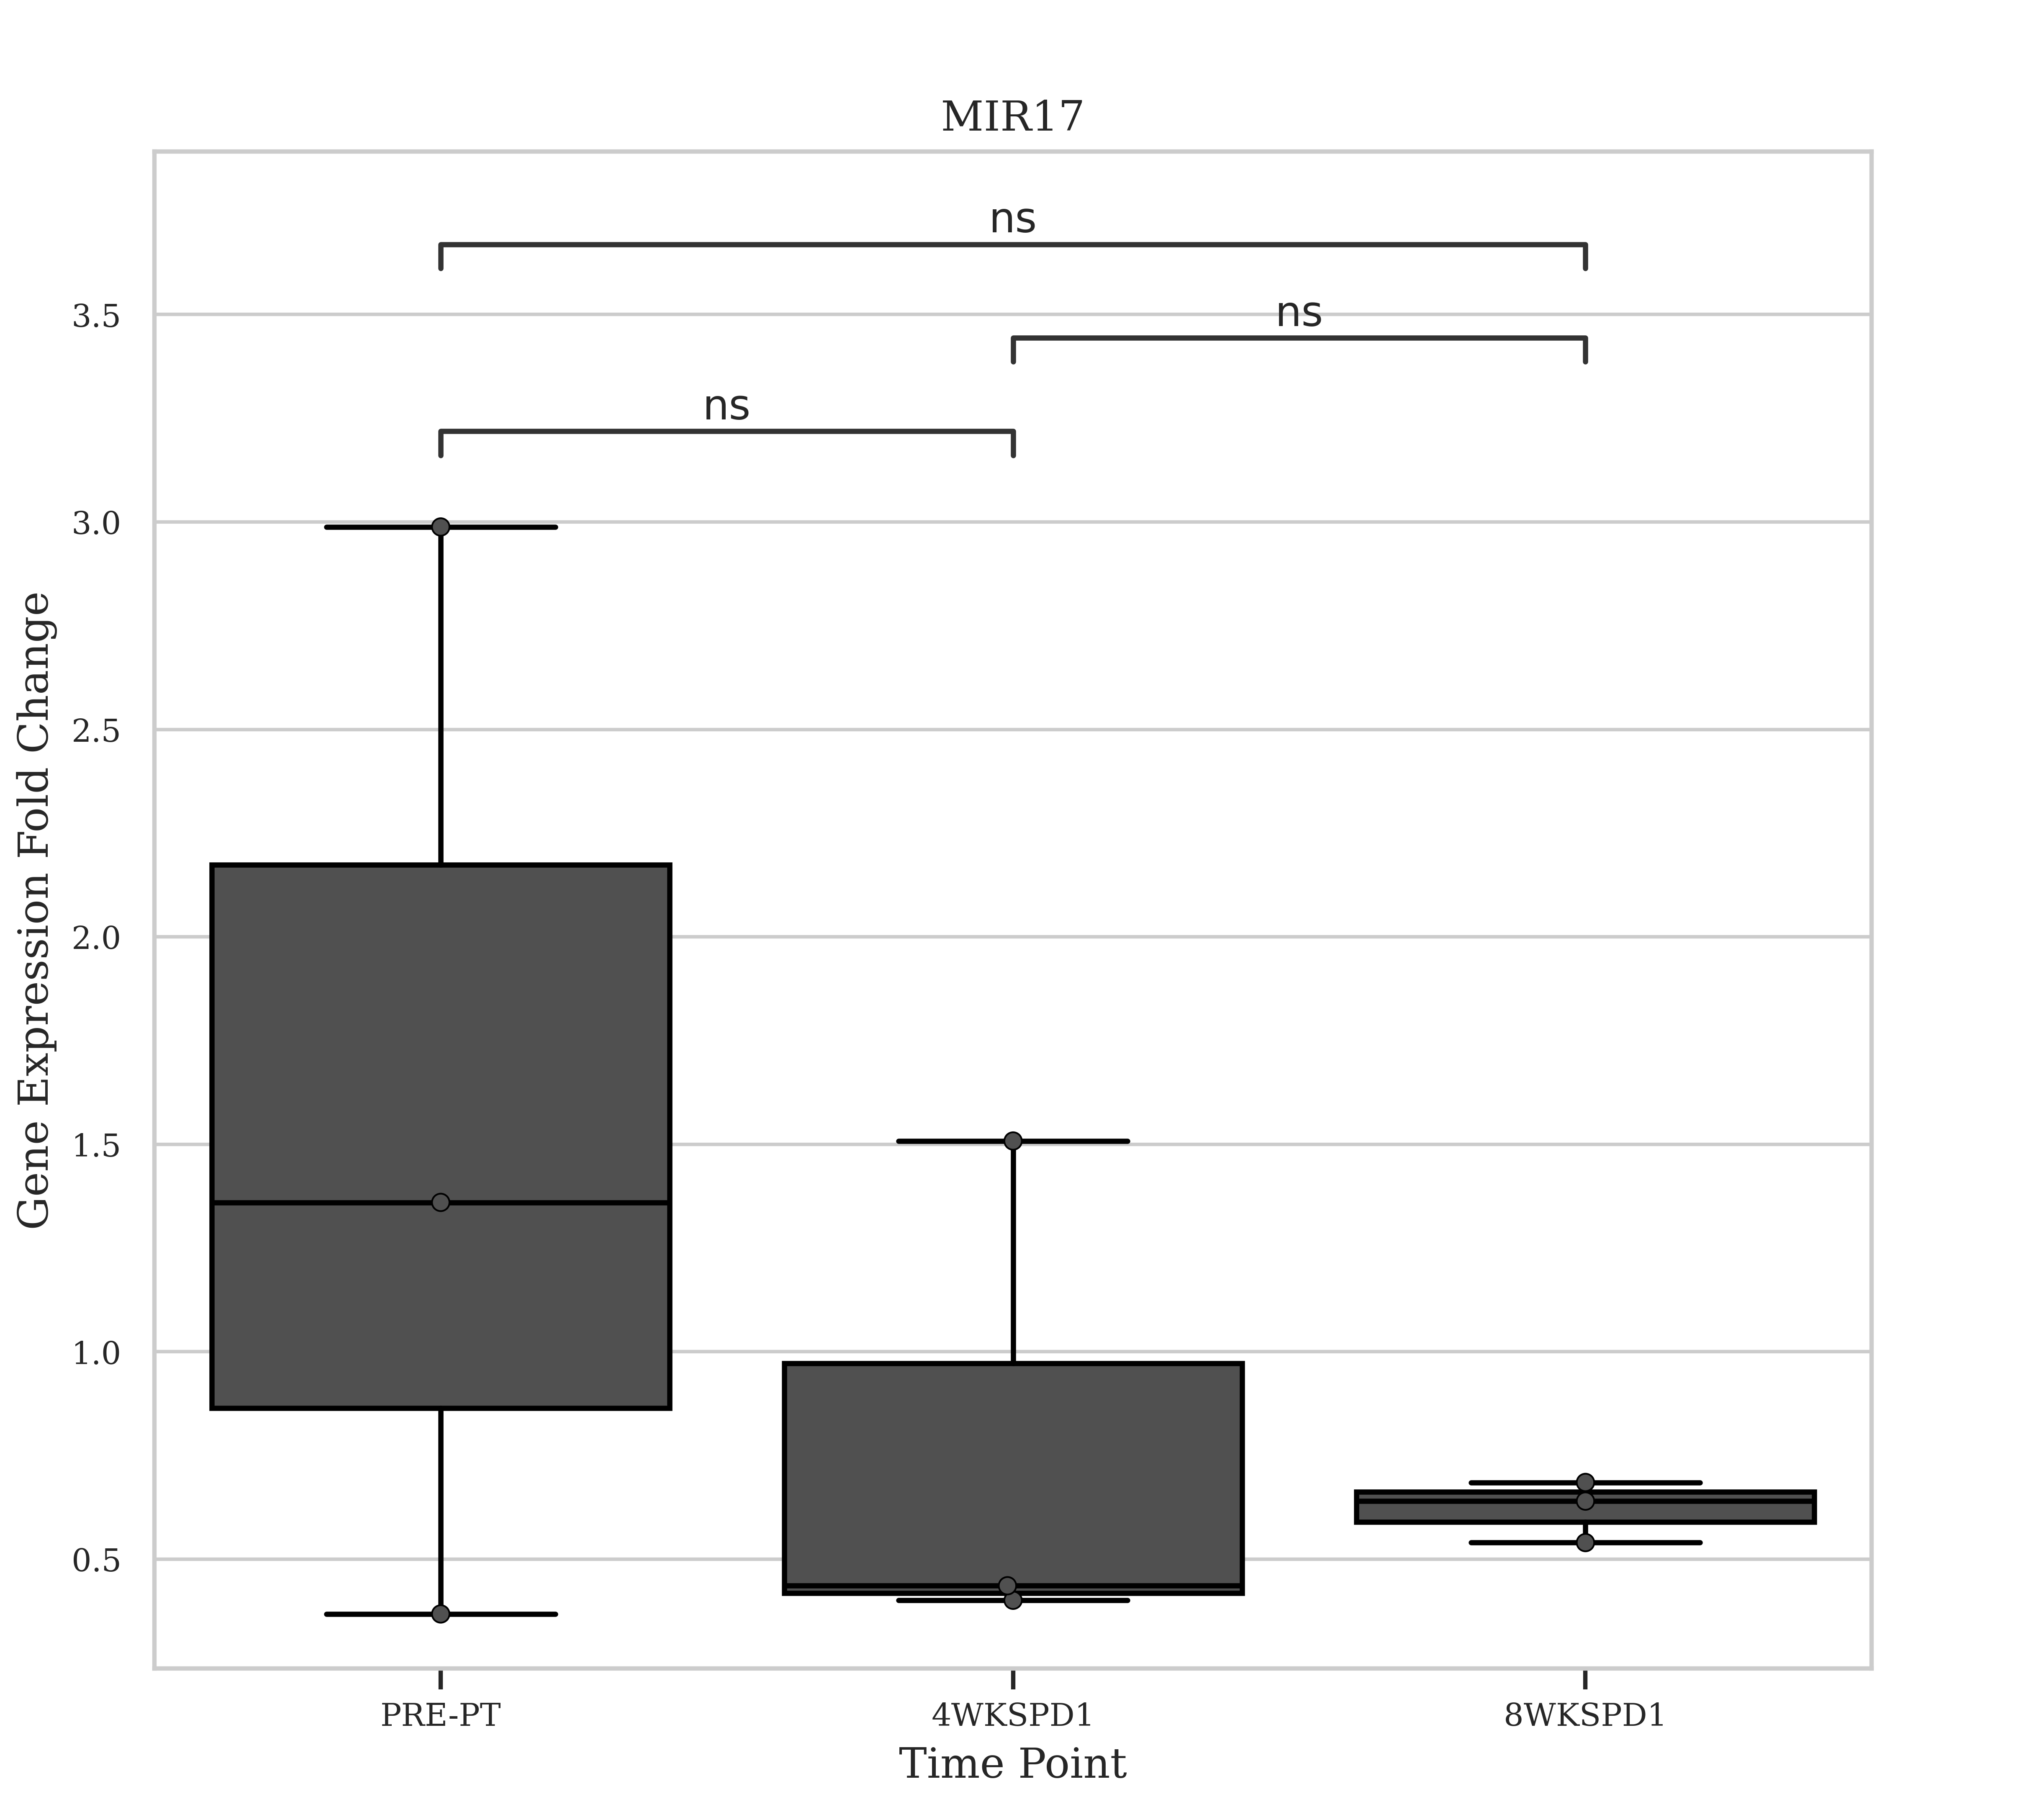 MIR17
ns
ns
ns
3.5
3.0
2.5
2.0
1.5
1.0
0.5
Gene Expression Fold Change
PRE-PT
4WKSPD1
8WKSPD1
Time Point